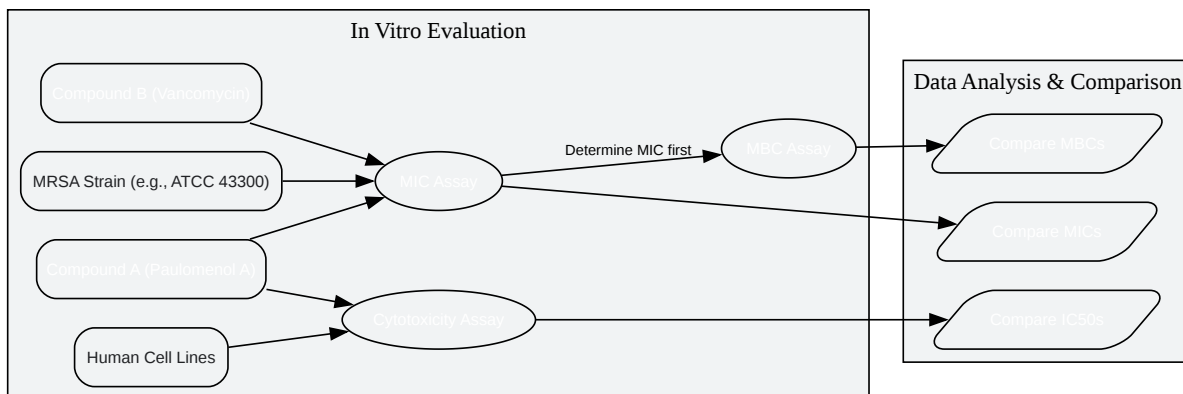 In Vitro Evaluation
Compound B (Vancomycin)
MRSA Strain (e.g., ATCC 43300)
Compound A (Paulomenol A)
Human Cell Lines
MIC Assay
Cytotoxicity Assay
Determine MIC first
MBC Assay
Data Analysis & Comparison
Compare MBCs
Compare MICs
Compare IC50s